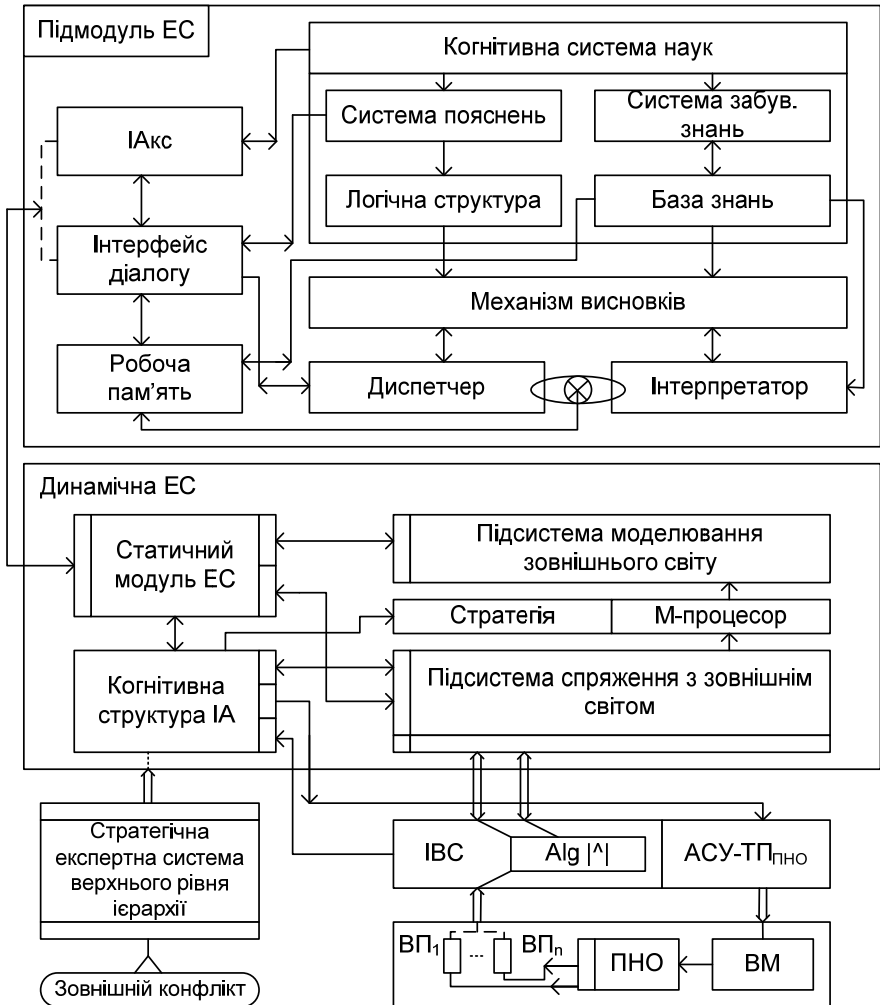 Підмодуль ЕС
Когнитивна система наук
Система пояснень
Система забув.
знань
ІАкс
Логічна структура
База знань
Інтерфейс
діалогу
Механізм висновків
Робоча
пам'ять
Диспетчер
Інтерпретатор
Динамічна ЕС
Статичний
модуль ЕС
Підсистема моделювання
зовнішнього світу
Стратегія
М-процесор
Когнітивна
структура ІА
Підсистема спряження з зовнішнім
світом
Стратегічна
експертна система
верхнього рівня
ієрархії
ІВС
Alg |^|
АСУ-ТППНО
ВП1
...
ВПn
ПНО
ВМ
Зовнішній конфлікт